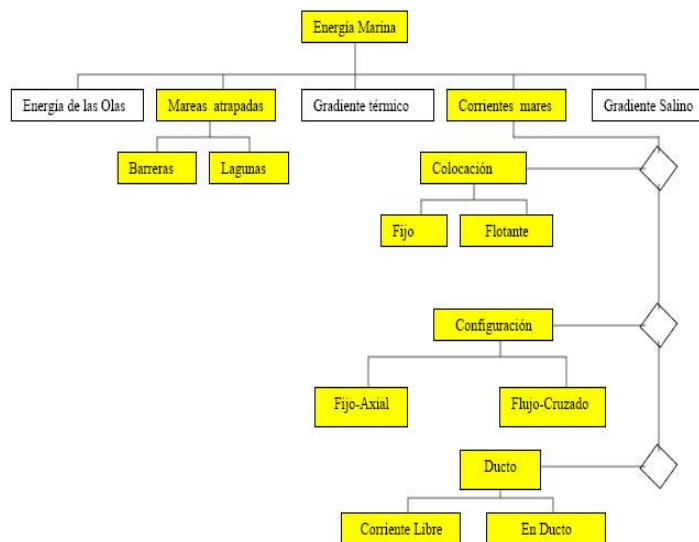 Energía Marina
Energía de las Olas
Mareas atrapadas
Gradiente térmico
Corrientes mares
Gradiente Salino
Barreras
Lagunas
Colocación
Fijo
Flotante
Configuración
Fijo-Axial
Flujo-Cruzado
Ducto
Corriente Libre
En Ducto